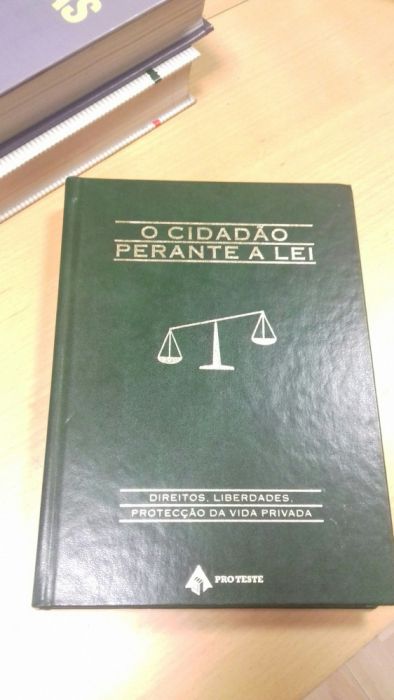 O CIDADÃO
PERANTE A LEI
DIREITOS, LIBERDADES,
PROTECÇÃO DA VIDA PRIVADA
PRO TESTE